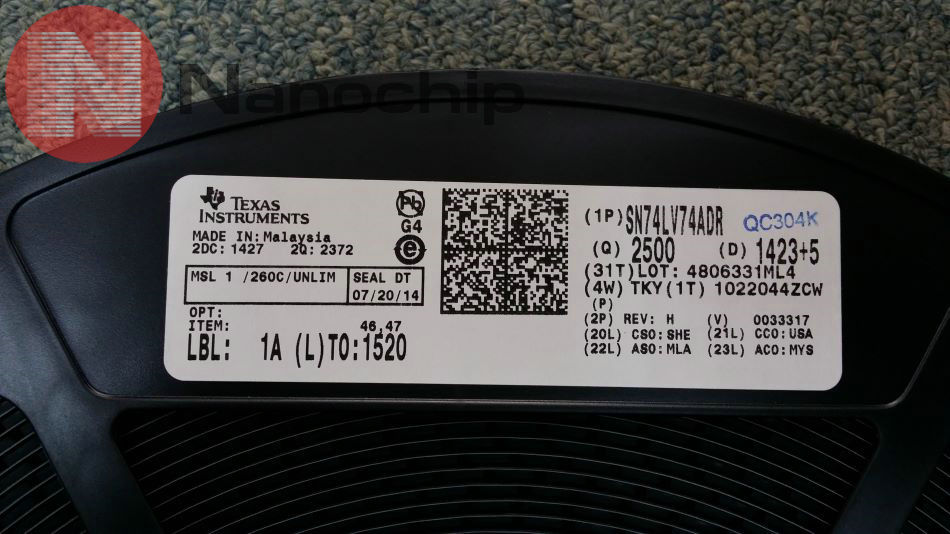 N Nanochip
TEXAS
INSTRUMENTS
MADE IN: Malaysia
2DC: 1427 2Q: 2372
Pb
G4
e
MSL 1 /260C/UNLIM
SEAL DT
07/20/14
OPT:
ITEM: 46,47
LBL: 1A (L)TO:1520
(1P)SN74LV74ADR QC304K
(Q) 2500 (D) 1423+5
(31T)LOT: 4806331ML4
(4W) TKY(1T) 1022044ZCW
(P)
(2P) REV: H (V) 0033317
(20L) CSO:SHE (21L) CCO:USA
(22L) ASO:MLA (23L) ACO:MYS